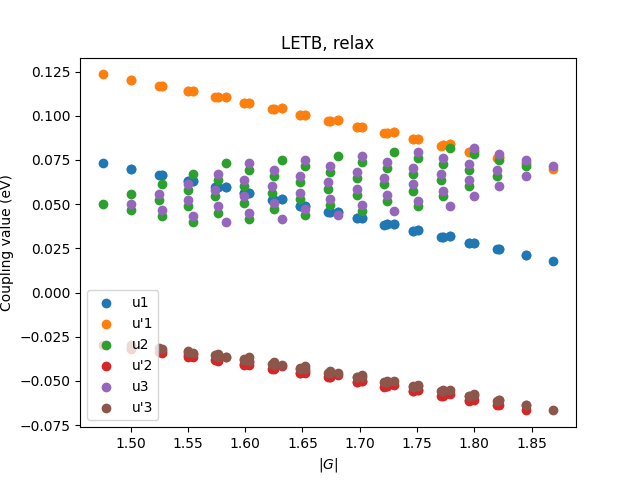 LETB, relax
Coupling value (eV)
0.125
0.100
0.075
0.050
0.025
0.000
−0.025
−0.050
−0.075
u1
u'1
u2
u'2
u3
u'3
1.50
1.55
1.60
1.65
1.70
1.75
1.80
1.85
|G|